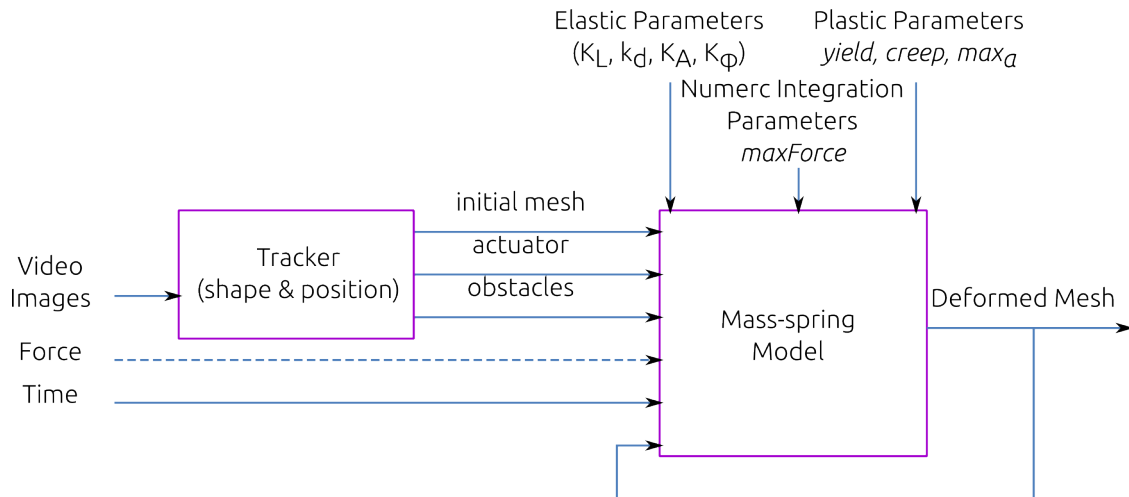 Elastic Parameters
(K_L, k_d, K_A, K_Φ)
Plastic Parameters
yield, creep, max_a
Numerc Integration
Parameters
maxForce
initial mesh
actuator
obstacles
Tracker
(shape & position)
Video
Images
Force
Time
Mass-spring
Model
Deformed Mesh